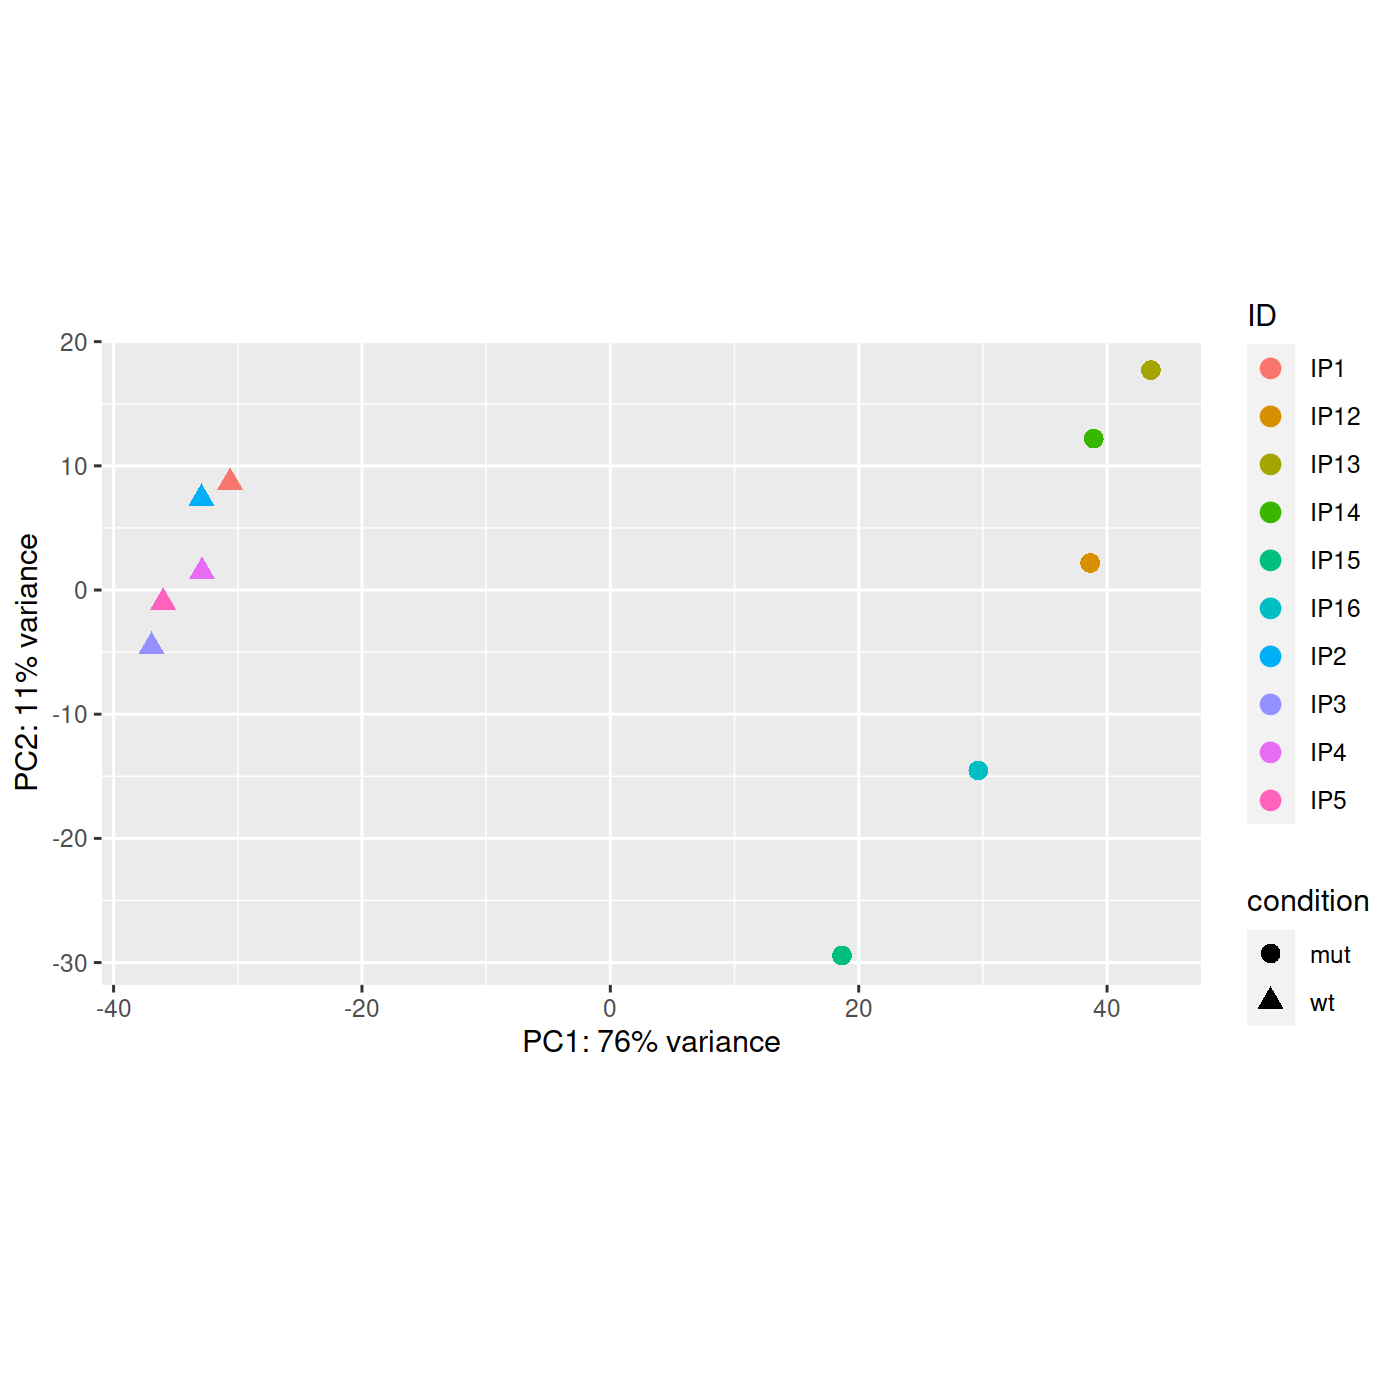 20
10
0
-10
-20
-30
PC2: 11% variance
-40
-20
0
20
40
PC1: 76% variance
ID
IP1
IP12
IP13
IP14
IP15
IP16
IP2
IP3
IP4
IP5
condition
mut
wt